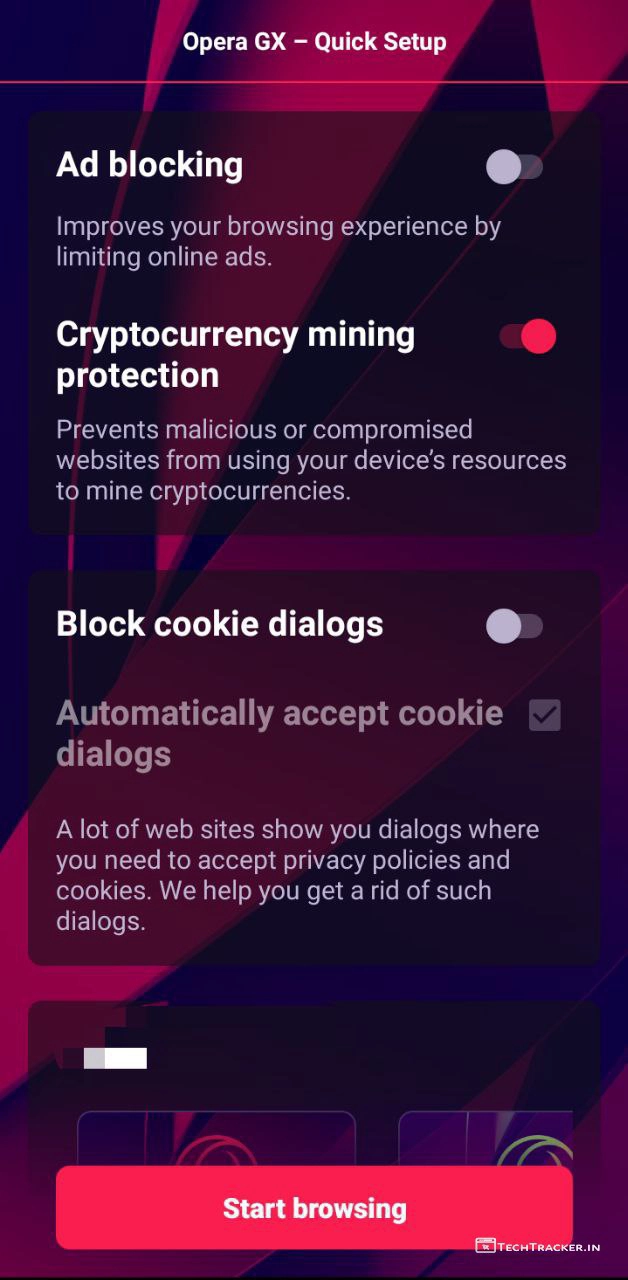 Opera GX – Quick Setup
Ad blocking
Improves your browsing experience by
limiting online ads.
Cryptocurrency mining
protection
Prevents malicious or compromised
websites from using your device’s resources
to mine cryptocurrencies.
Block cookie dialogs
Automatically accept cookie
dialogs
A lot of web sites show you dialogs where
you need to accept privacy policies and
cookies. We help you get a rid of such
dialogs.
Start browsing
TECHTRACKER.IN